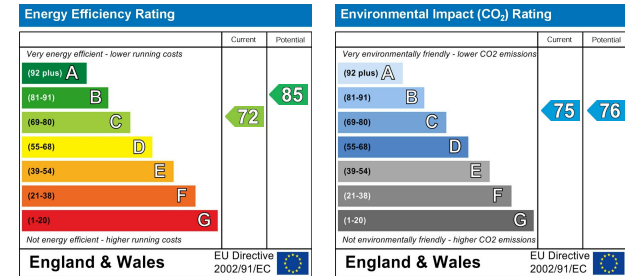 Energy Efficiency Rating
Current Potential
Very energy efficient - lower running costs
(92 plus) A
(81-91) B
85
(69-80) C
72
(55-68) D
(39-54) E
(21-38) F
(1-20) G
Not energy efficient - higher running costs
England & Wales
EU Directive
2002/91/EC
Environmental Impact (CO₂) Rating
Current Potential
Very environmentally friendly - lower CO2 emissions
(92 plus) A
(81-91) B
75 76
(69-80) C
(55-68) D
(39-54) E
(21-38) F
(1-20) G
Not environmentally friendly - higher CO2 emissions
England & Wales
EU Directive
2002/91/EC